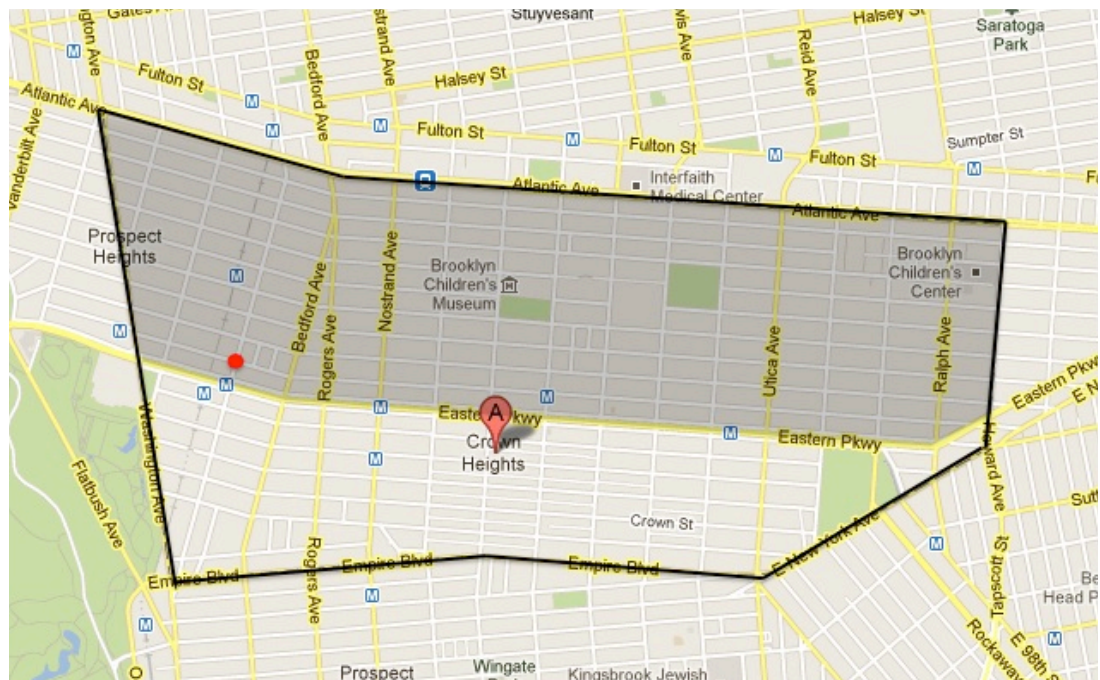 Gates Ave
Stuyvesant
Halsey St
Saratoga
Park
Fulton St
Halsey St
Bedford Ave
Reid Ave
Atlantic Ave
Vanderbilt Ave
Fulton St
Fulton St
Fulton St
Sumpter St
Interfaith
Medical Center
Atlantic Ave
Atlantic Ave
Prospect
Heights
Brooklyn
Children's
Museum
Brooklyn
Children's
Center
Bedford Ave
Rogers Ave
Nostrand Ave
Utica Ave
Ralph Ave
A
Eastern Pkwy
Eastern Pkwy
Eastern Pkwy
Crown
Heights
Washington Ave
Flatbush Ave
Howard Ave
Crown St
E New York Ave
Empire Blvd
Empire Blvd
Empire Blvd
Rogers Ave
Tapscott St
Rockaway
E 98th St
Head P
Prospect
Wingate
Kingsbrook Jewish